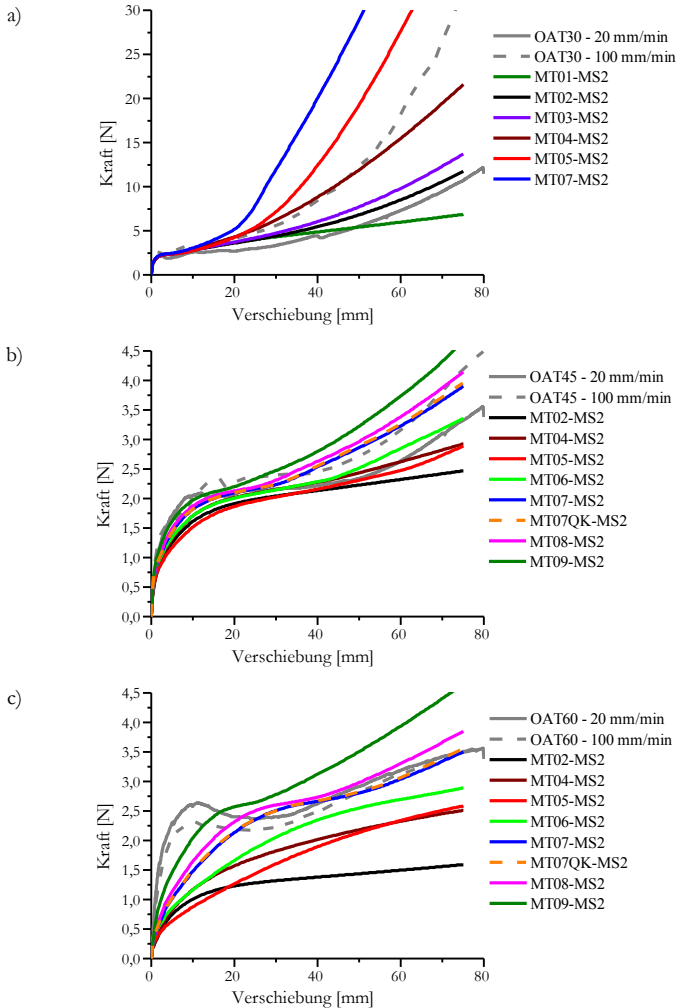 a)
Kraft [N]
30
25
20
15
10
5
0
0 20 40 60 80
Verschiebung [mm]
OAT30 - 20 mm/min
OAT30 - 100 mm/min
MT01-MS2
MT02-MS2
MT03-MS2
MT04-MS2
MT05-MS2
MT07-MS2
b)
Kraft [N]
4,5
4,0
3,5
3,0
2,5
2,0
1,5
1,0
0,5
0,0
0 20 40 60 80
Verschiebung [mm]
OAT45 - 20 mm/min
OAT45 - 100 mm/min
MT02-MS2
MT04-MS2
MT05-MS2
MT06-MS2
MT07-MS2
MT07QK-MS2
MT08-MS2
MT09-MS2
c)
Kraft [N]
4,5
4,0
3,5
3,0
2,5
2,0
1,5
1,0
0,5
0,0
0 20 40 60 80
Verschiebung [mm]
OAT60 - 20 mm/min
OAT60 - 100 mm/min
MT02-MS2
MT04-MS2
MT05-MS2
MT06-MS2
MT07-MS2
MT07QK-MS2
MT08-MS2
MT09-MS2